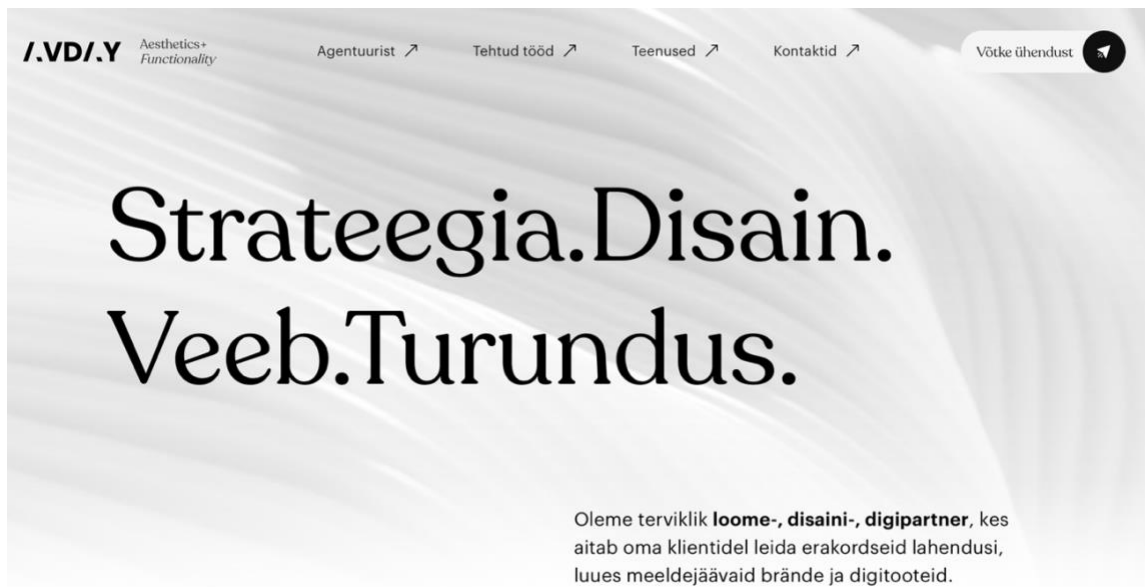 AVDAY
Aesthetics+
Functionality
Agentuurist ↗
Tehtud tööd ↗
Teenused ↗
Kontaktid ↗
Võtke ühendust
Strateegia.Disain.
Veeb.Turundus.
Oleme terviklik loome-, disaini-, digipartner, kes
aitab oma klientidel leida erakordseid lahendusi,
luues meeldejäävaid brände ja digitooteid.